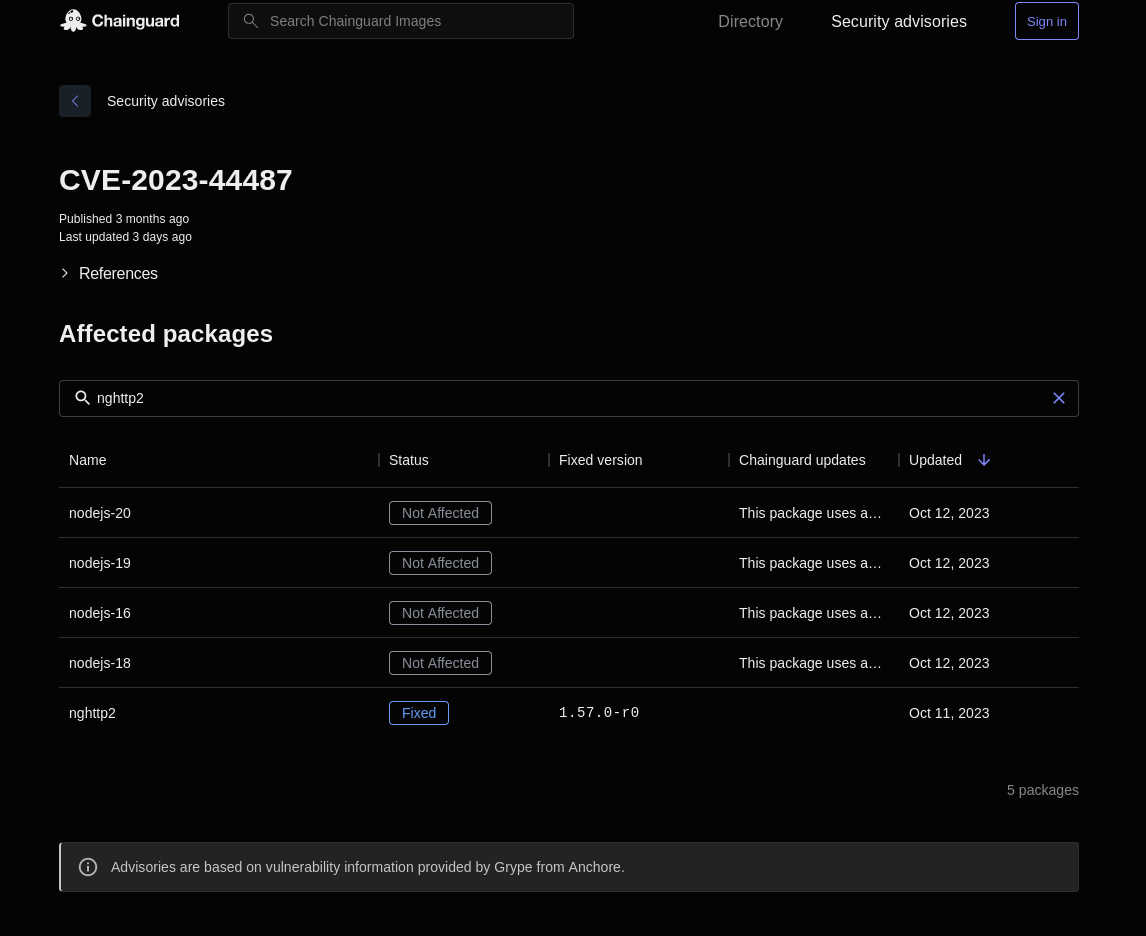 Chainguard Search Chainguard Images Directory Security advisories Sign in
Security advisories
CVE-2023-44487
Published 3 months ago
Last updated 3 days ago
References
Affected packages
nghttp2
Name Status Fixed version Chainguard updates Updated
nodejs-20 Not Affected This package uses a… Oct 12, 2023
nodejs-19 Not Affected This package uses a… Oct 12, 2023
nodejs-16 Not Affected This package uses a… Oct 12, 2023
nodejs-18 Not Affected This package uses a… Oct 12, 2023
nghttp2 Fixed 1.57.0-r0 Oct 11, 2023
5 packages
Advisories are based on vulnerability information provided by Grype from Anchore.